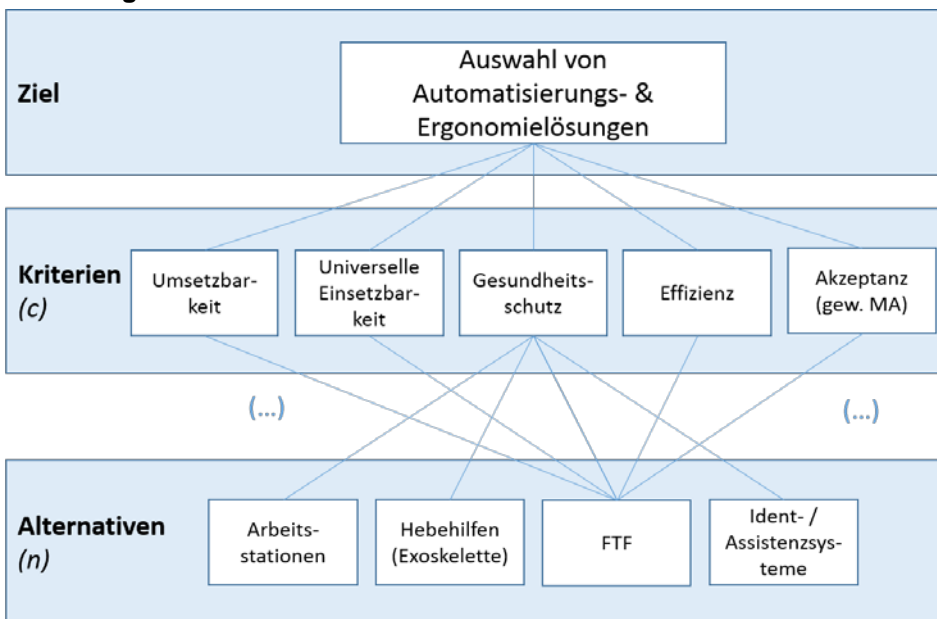 Auswahl von
Automatisierungs- &
Ergonomielösungen
Ziel
Kriterien
(c)
Umsetzbar-
keit
Universelle
Einsetzbar-
keit
Gesundheits-
schutz
Effizienz
Akzeptanz
(gew. MA)
(...)
(...)
Alternativen
(n)
Arbeits-
stationen
Hebehilfen
(Exoskelette)
FTF
Ident- /
Assistenzsys-
teme